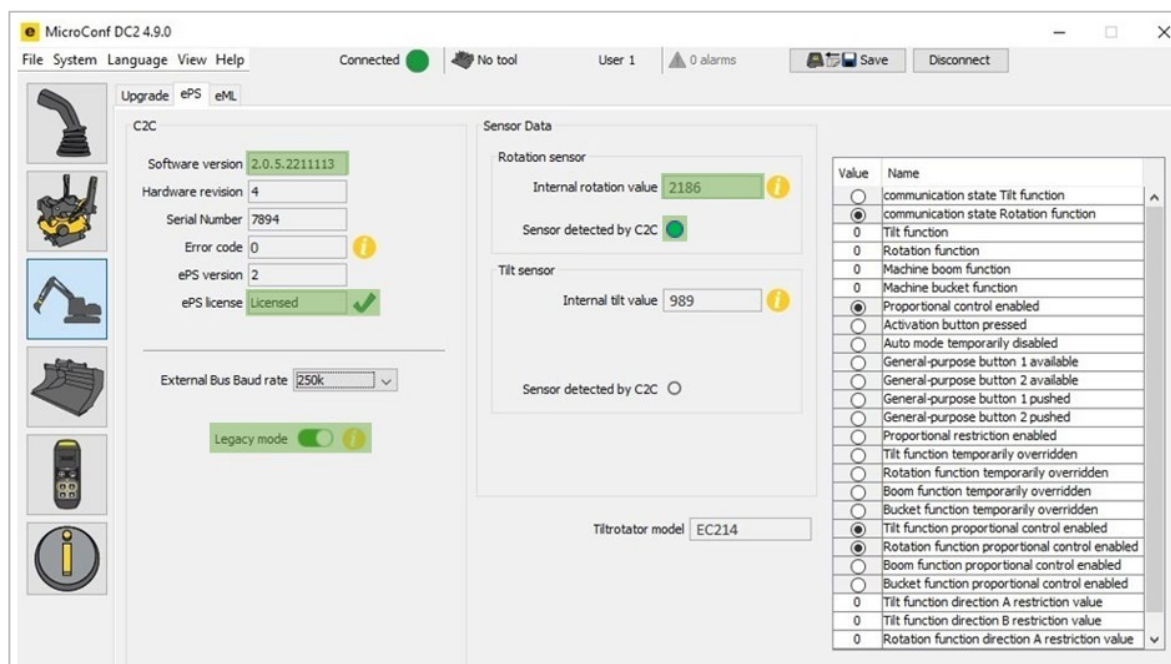 e MicroConf DC2 4.9.0
File System Language View Help Connected No tool User 1 0 alarms Save Disconnect
Upgrade ePS eML
C2C
Software version 2.0.5.2211113
Hardware revision 4
Serial Number 7894
Error code 0 i
ePS version 2
ePS license Licensed
External Bus Baud rate 250k
Legacy mode i
Sensor Data
Rotation sensor
Internal rotation value 2186 i
Sensor detected by C2C
Tilt sensor
Internal tilt value 989 i
Sensor detected by C2C
Tiltrotator model EC214
Value Name
communication state Tilt function
communication state Rotation function
0 Tilt function
0 Rotation function
0 Machine boom function
0 Machine bucket function
Proportional control enabled
Activation button pressed
Auto mode temporarily disabled
General-purpose button 1 available
General-purpose button 2 available
General-purpose button 1 pushed
General-purpose button 2 pushed
Proportional restriction enabled
Tilt function temporarily overridden
Rotation function temporarily overridden
Boom function temporarily overridden
Bucket function temporarily overridden
Tilt function proportional control enabled
Rotation function proportional control enabled
Boom function proportional control enabled
Bucket function proportional control enabled
0 Tilt function direction A restriction value
0 Tilt function direction B restriction value
0 Rotation function direction A restriction value